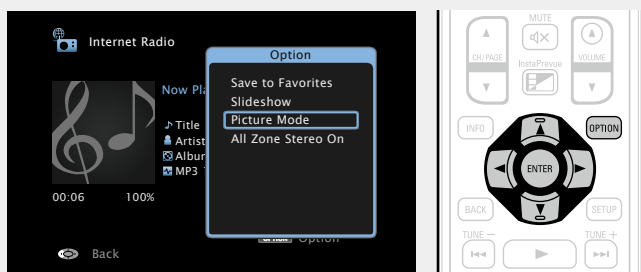 Internet Radio
Option
Now Pla
Save to Favorites
Slideshow
Title
Picture Mode
Artist
All Zone Stereo On
Album
MP3
00:06
100%
Option
Back
MUTE
CH/PAGE
InstaPrevue
VOLUME
INFO
OPTION
ENTER
BACK
SETUP
TUNE −
TUNE +